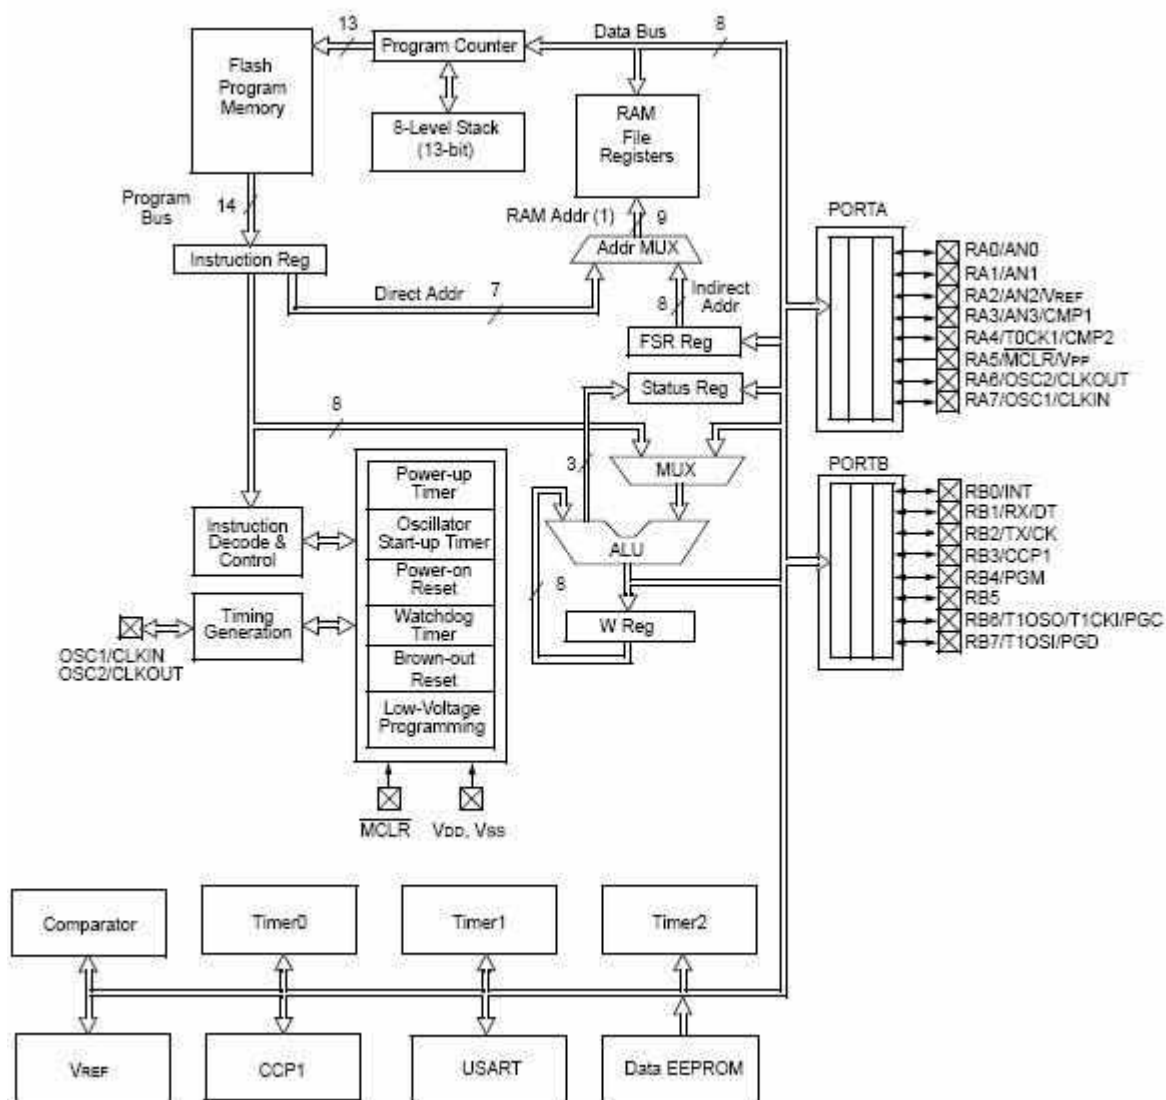 13
Data Bus
8
Program Counter
Flash
Program
Memory
8-Level Stack
(13-bit)
RAM
File
Registers
Program
Bus
14
RAM Addr (1)
9
PORTA
Addr MUX
Instruction Reg
Direct Addr
7
8
Indirect
Addr
FSR Reg
Status Reg
RA0/AN0
RA1/AN1
RA2/AN2/VREF
RA3/AN3/CMP1
RA4/T0CK1/CMP2
RA5/MCLR/VPP
RA6/OSC2/CLKOUT
RA7/OSC1/CLKIN
8
3
MUX
PORTB
Power-up
Timer
Oscillator
Start-up Timer
Power-on
Reset
Watchdog
Timer
Brown-out
Reset
Low-Voltage
Programming
Instruction
Decode &
Control
ALU
8
W Reg
Timing
Generation
OSC1/CLKIN
OSC2/CLKOUT
RB0/INT
RB1/RX/DT
RB2/TX/CK
RB3/CCP1
RB4/PGM
RB5
RB6/T1OSO/T1CKI/PGC
RB7/T1OSI/PGD
MCLR
VDD, VSS
Comparator
Timer0
Timer1
Timer2
VREF
CCP1
USART
Data EEPROM